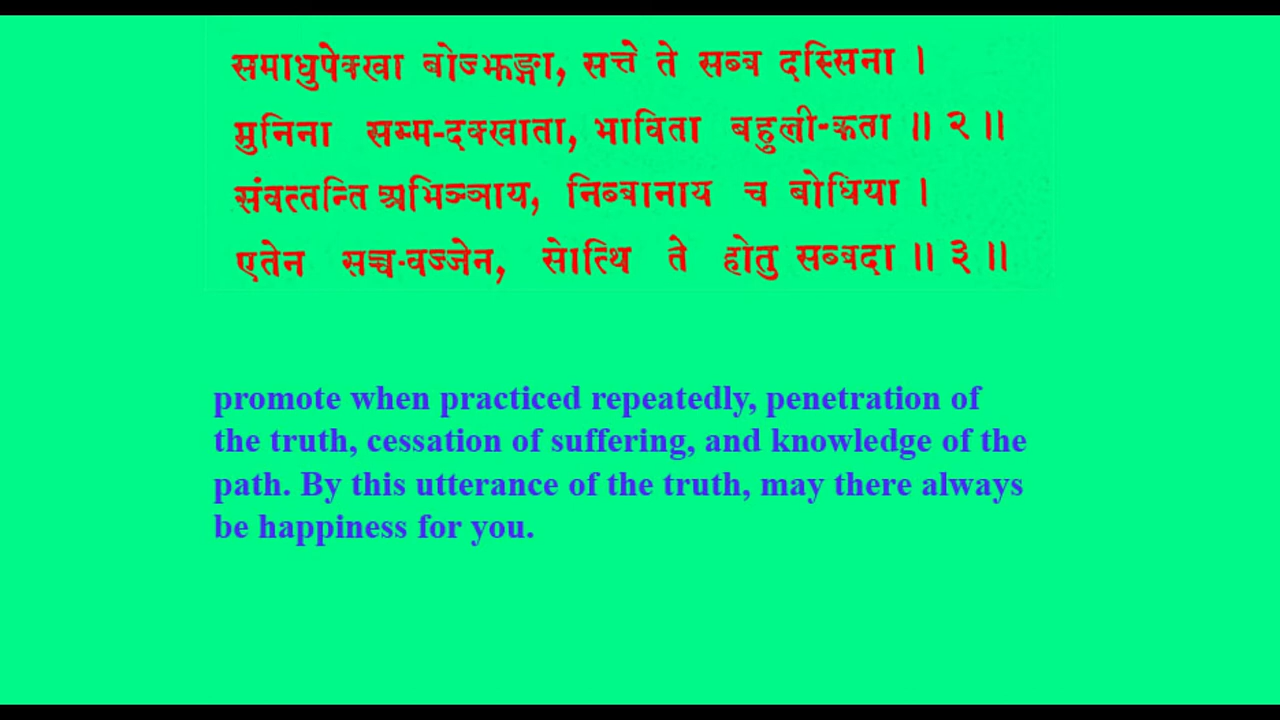 समाधुपेक्खा बोज्झङ्गा, सत्ते ते सब्ब दस्सिना ।
मुनिना सम्म-दक्खाता, भाविता बहुली-कता ॥ २ ॥
संवत्तन्ति अभिञ्ञाय, निब्बानाय च बोधिया ।
एतेन सच्च-वज्जेन, सोत्थि ते होतु सब्बदा ॥ ३ ॥
promote when practiced repeatedly, penetration of
the truth, cessation of suffering, and knowledge of the
path. By this utterance of the truth, may there always
be happiness for you.